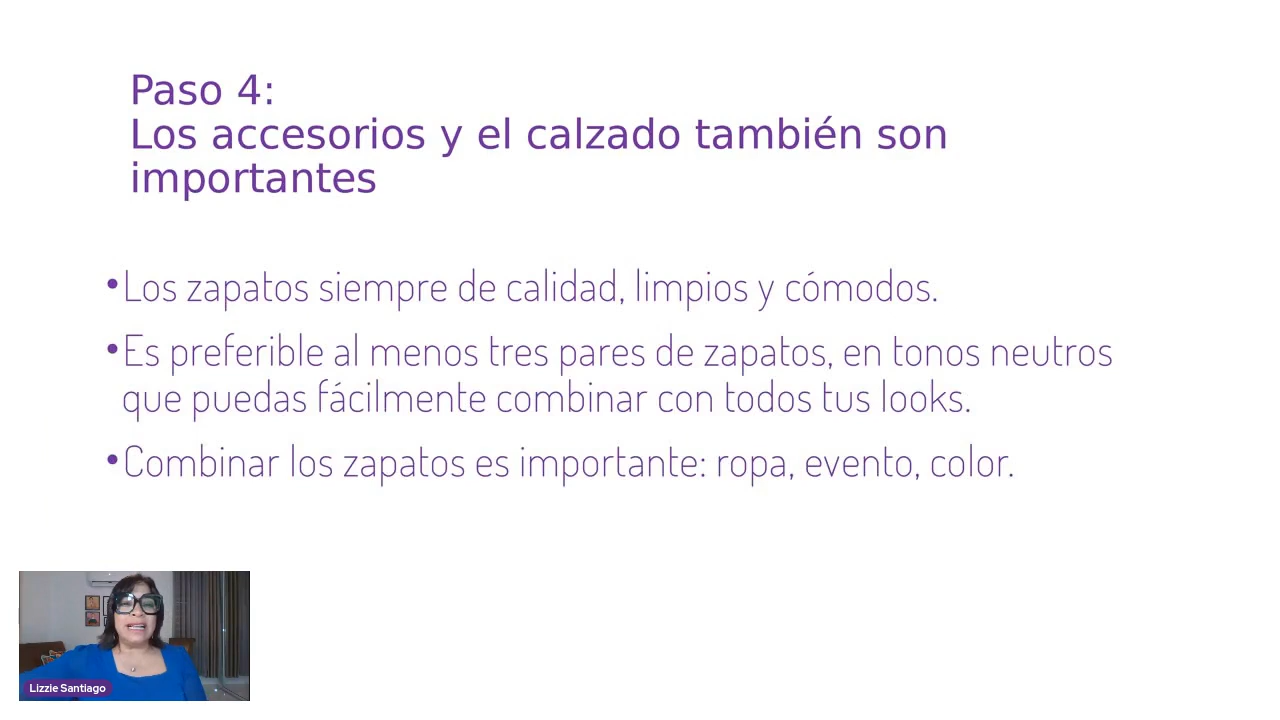 Paso 4:
Los accesorios y el calzado también son
importantes
•Los zapatos siempre de calidad, limpios y cómodos.
•Es preferible al menos tres pares de zapatos, en tonos neutros
que puedas fácilmente combinar con todos tus looks.
•Combinar los zapatos es importante: ropa, evento, color.
Lizzie Santiago